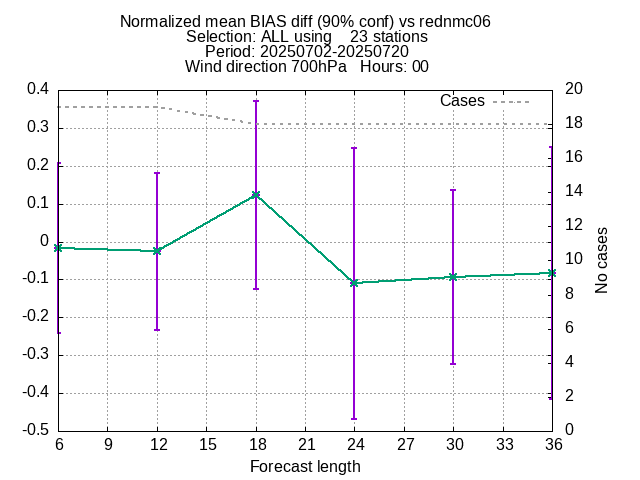 Normalized mean BIAS diff (90% conf) vs rednmc06
Selection: ALL using    23 stations
Period: 20250702-20250720
Wind direction 700hPa   Hours: 00
Cases
0.4
0.3
0.2
0.1
0
-0.1
-0.2
-0.3
-0.4
-0.5
20
18
16
14
12
10
8
6
4
2
0
No cases
6 9 12 15 18 21 24 27 30 33 36
Forecast length